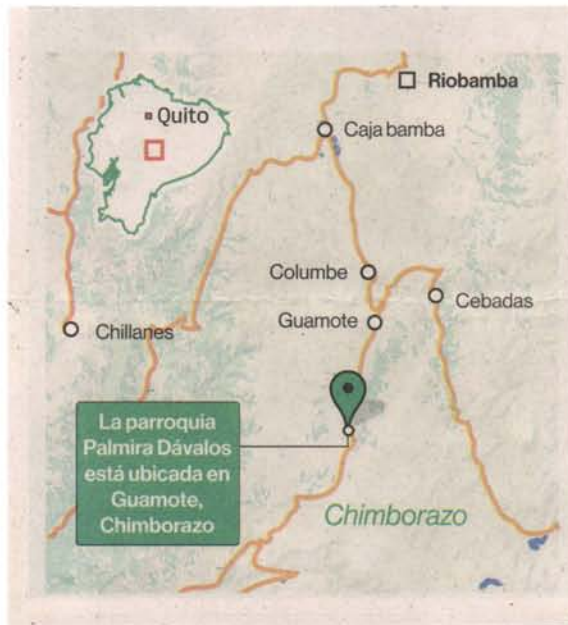 Riobamba
Quito
Caja bamba
Columbe
Cebadas
Guamote
Chillanes
La parroquia
Palmira Dávalos
está ubicada en
Guamote,
Chimborazo
Chimborazo